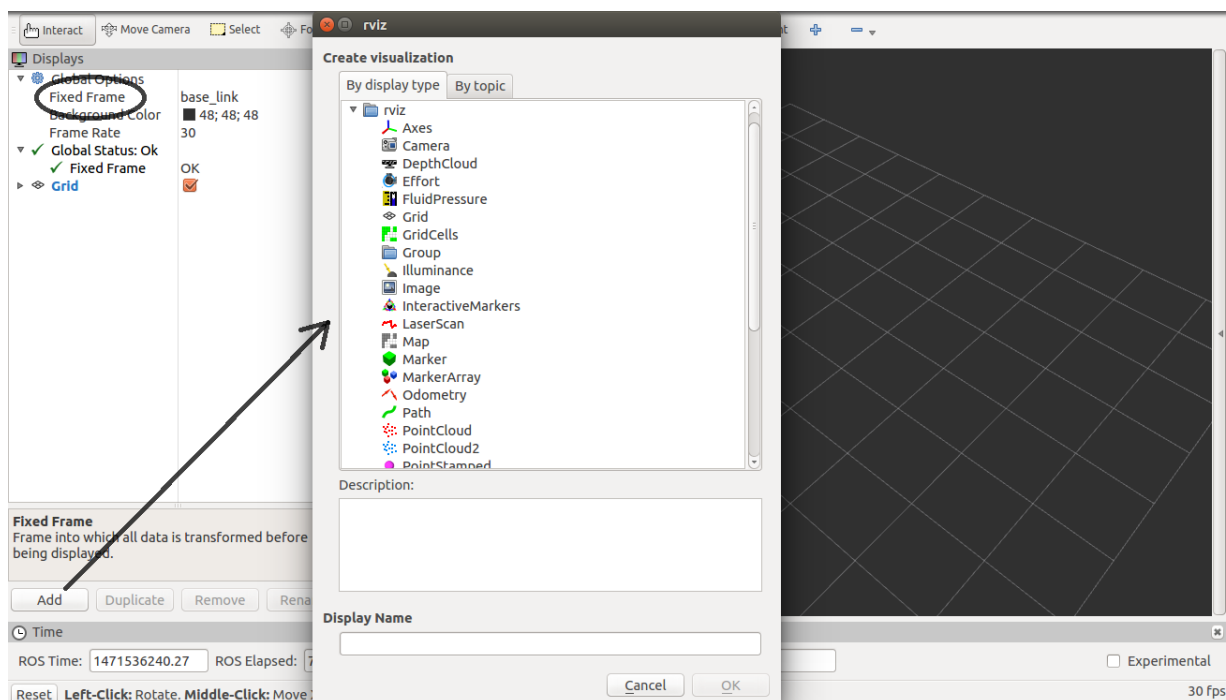 Interact
Move Camera
Select
Fo
Displays
Global Options
Fixed Frame base_link
Background Color 48; 48; 48
Frame Rate 30
Global Status: Ok
Fixed Frame OK
Grid
Fixed Frame
Frame into which all data is transformed before
being displayed.
Add Duplicate Remove Rena
rviz
Create visualization
By display type By topic
rviz
Axes
Camera
DepthCloud
Effort
FluidPressure
Grid
GridCells
Group
Illuminance
Image
InteractiveMarkers
LaserScan
Map
Marker
MarkerArray
Odometry
Path
PointCloud
PointCloud2
PointStamped
Description:
Display Name
Cancel OK
Time
ROS Time: 1471536240.27 ROS Elapsed:
Experimental
Reset Left-Click: Rotate. Middle-Click: Move
30 fps